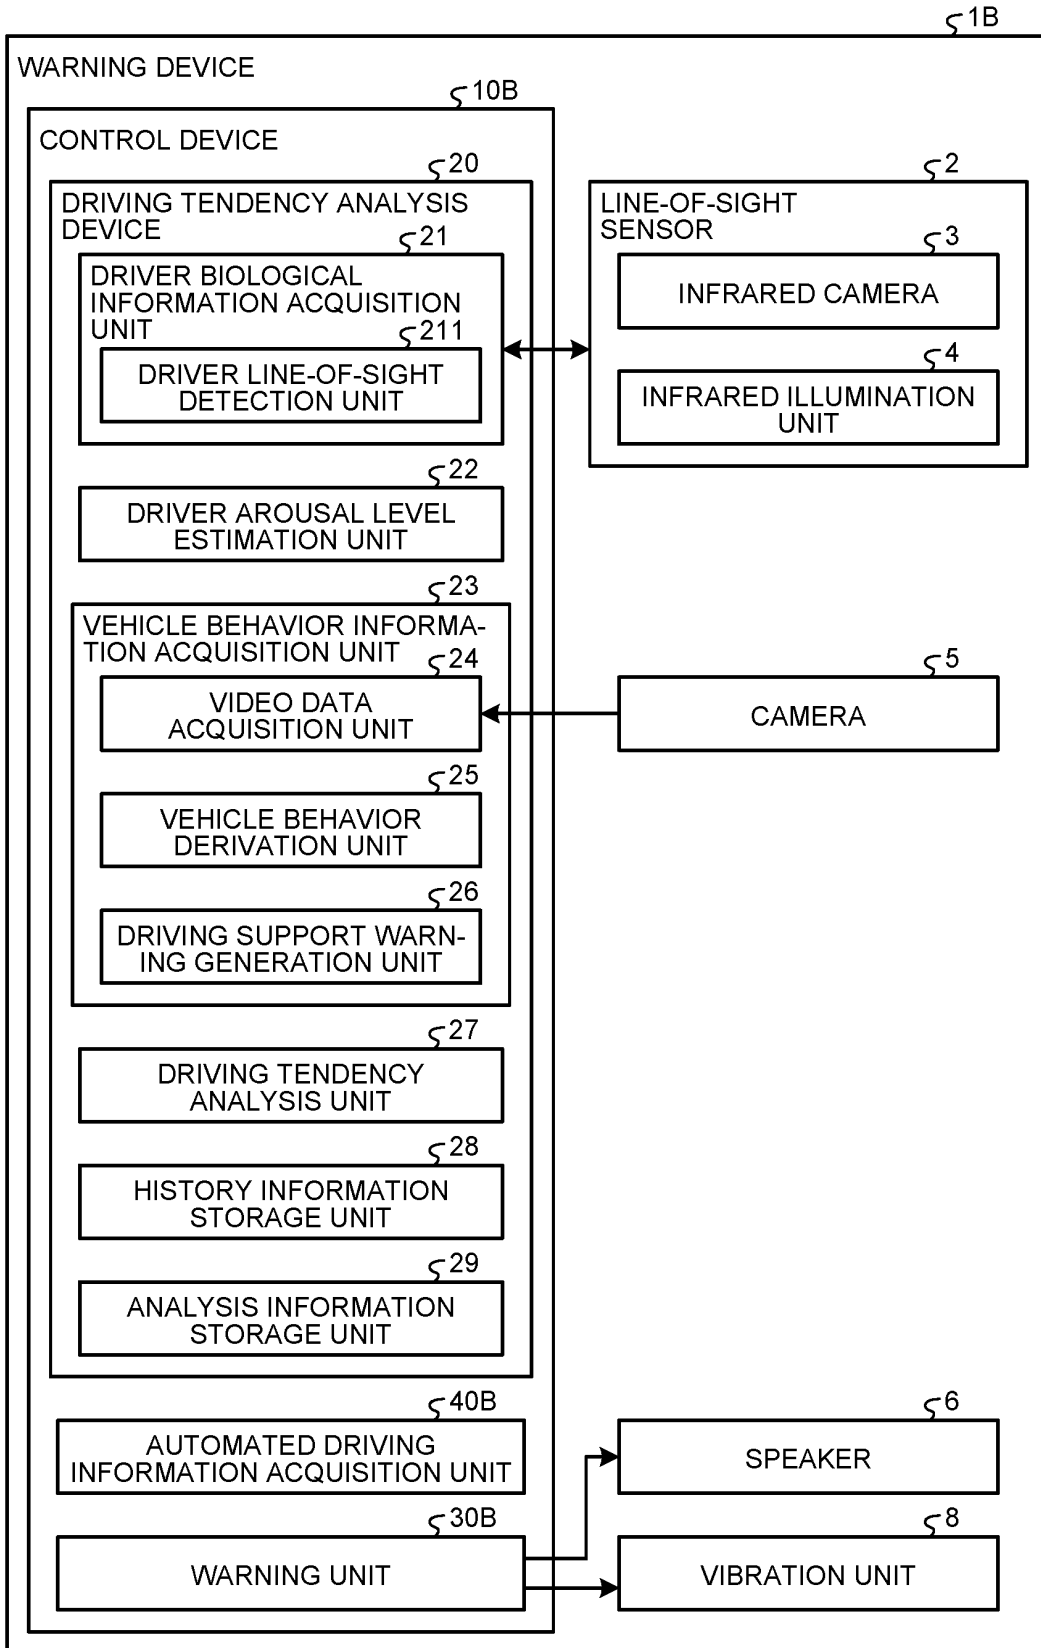 1B
WARNING DEVICE
10B
CONTROL DEVICE
20
DRIVING TENDENCY ANALYSIS
DEVICE
21
DRIVER BIOLOGICAL
INFORMATION ACQUISITION
UNIT
211
DRIVER LINE-OF-SIGHT
DETECTION UNIT
2
LINE-OF-SIGHT
SENSOR
3
INFRARED CAMERA
4
INFRARED ILLUMINATION
UNIT
22
DRIVER AROUSAL LEVEL
ESTIMATION UNIT
23
VEHICLE BEHAVIOR INFORMA-
TION ACQUISITION UNIT
24
VIDEO DATA
ACQUISITION UNIT
5
CAMERA
25
VEHICLE BEHAVIOR
DERIVATION UNIT
26
DRIVING SUPPORT WARN-
ING GENERATION UNIT
27
DRIVING TENDENCY
ANALYSIS UNIT
28
HISTORY INFORMATION
STORAGE UNIT
29
ANALYSIS INFORMATION
STORAGE UNIT
40B
AUTOMATED DRIVING
INFORMATION ACQUISITION UNIT
6
SPEAKER
30B
WARNING UNIT
8
VIBRATION UNIT